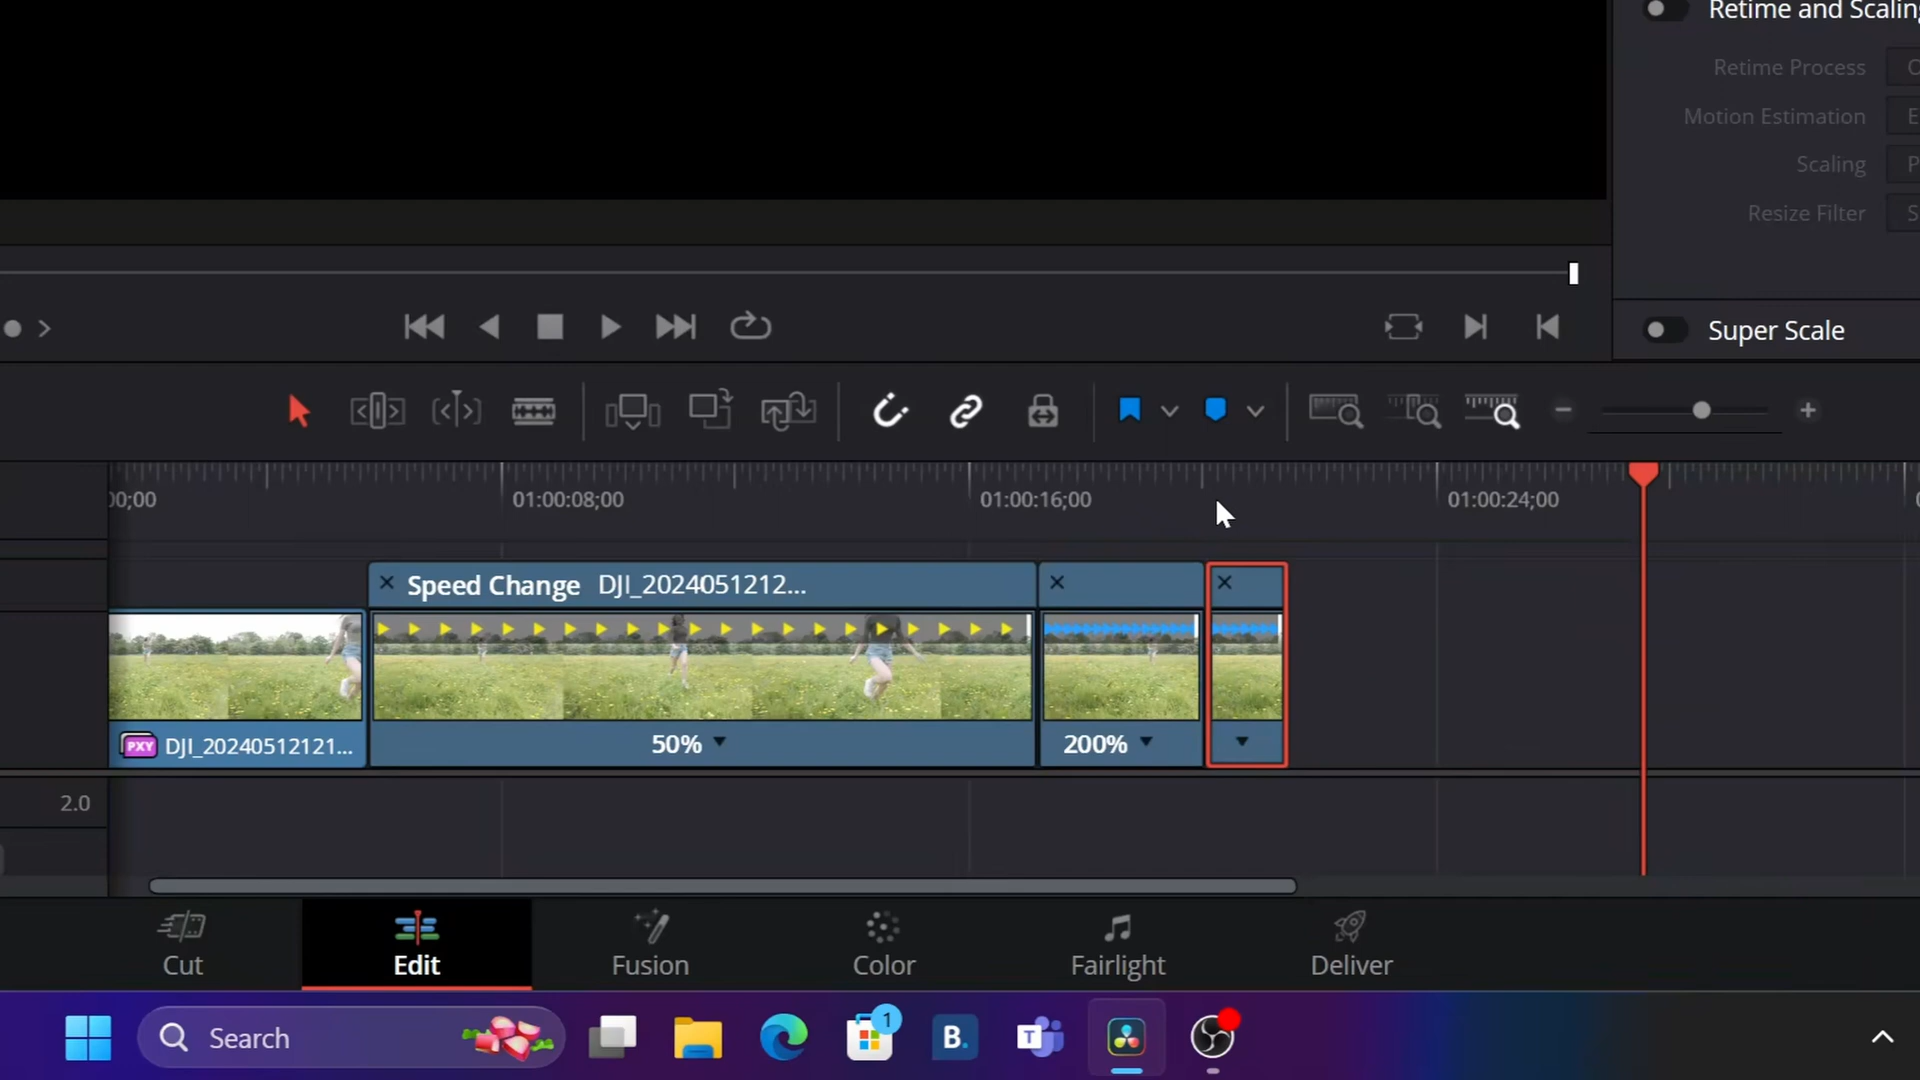 Retime and Scaling
Retime Process
Motion Estimation
Scaling
Resize Filter
Super Scale
00;00
01:00:08;00
01:00:16;00
01:00:24;00
Speed Change DJI_2024051212...
PXY DJI_20240512121...
50%
200%
2.0
Cut
Edit
Fusion
Color
Fairlight
Deliver
Search
1
B.
T